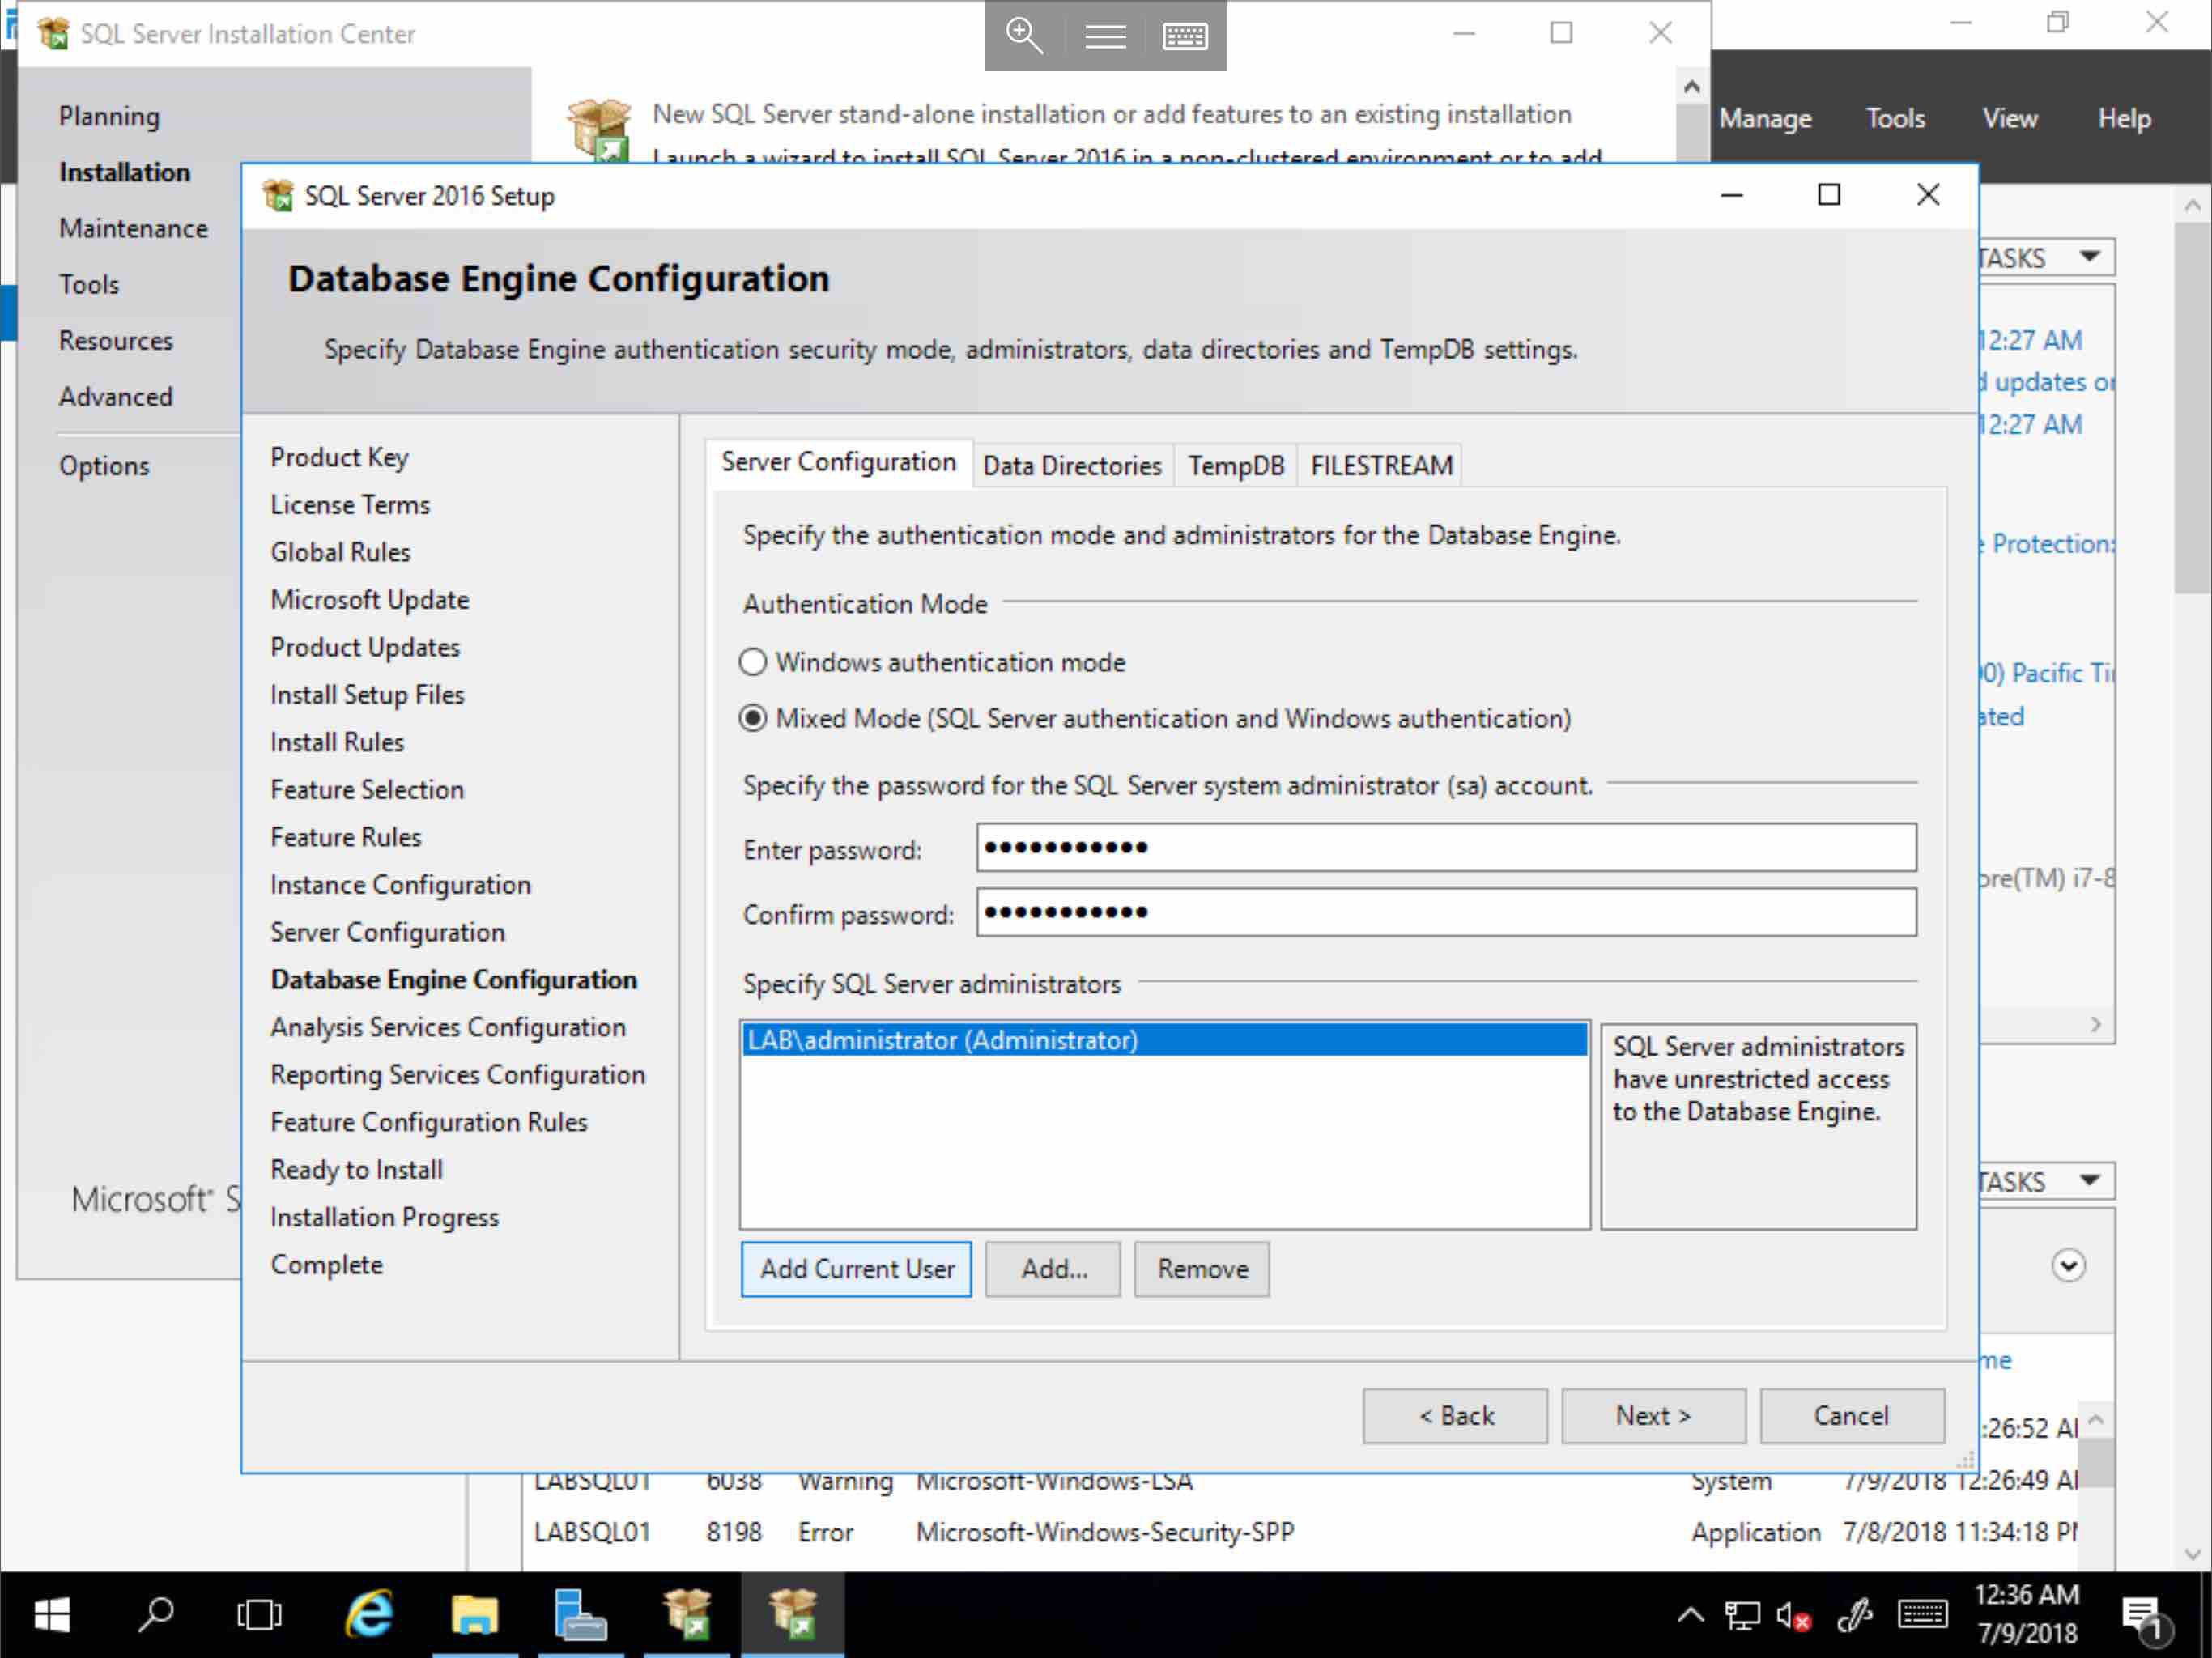 SQL Server Installation Center
Manage Tools View Help
Planning
Installation
Maintenance
Tools
Resources
Advanced
Options
Microsoft® S
New SQL Server stand-alone installation or add features to an existing installation
Launch a wizard to install SQL Server 2016 in a non-clustered environment or to add
SQL Server 2016 Setup
Database Engine Configuration
Specify Database Engine authentication security mode, administrators, data directories and TempDB settings.
Product Key
License Terms
Global Rules
Microsoft Update
Product Updates
Install Setup Files
Install Rules
Feature Selection
Feature Rules
Instance Configuration
Server Configuration
Database Engine Configuration
Analysis Services Configuration
Reporting Services Configuration
Feature Configuration Rules
Ready to Install
Installation Progress
Complete
Server Configuration Data Directories TempDB FILESTREAM
Specify the authentication mode and administrators for the Database Engine.
Authentication Mode
Windows authentication mode
Mixed Mode (SQL Server authentication and Windows authentication)
Specify the password for the SQL Server system administrator (sa) account.
Enter password: ●●●●●●●●●●●
Confirm password: ●●●●●●●●●●●
Specify SQL Server administrators
LAB\administrator (Administrator)
SQL Server administrators
have unrestricted access
to the Database Engine.
Add Current User Add... Remove
< Back Next > Cancel
TASKS
12:27 AM
d updates or
12:27 AM
e Protection:
00) Pacific Ti
ated
ore(TM) i7-8
TASKS
me
:26:52 A
LABSQL01 6038 Warning Microsoft-Windows-LSA System 7/9/2018 12:26:49 A
LABSQL01 8198 Error Microsoft-Windows-Security-SPP Application 7/8/2018 11:34:18 P
12:36 AM
7/9/2018
1